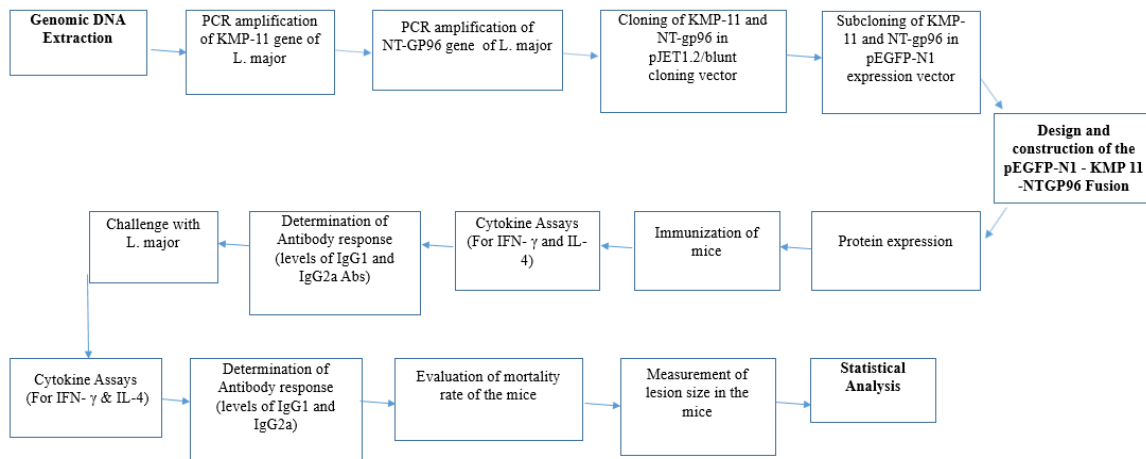 Genomic DNA
Extraction
PCR amplification
of KMP-11 gene of
L. major
PCR amplification of
NT-GP96 gene of L. major
Cloning of KMP-11 and
NT-gp96 in
pJET1.2/blunt
cloning vector
Subcloning of KMP-
11 and NT-gp96 in
pEGFP-N1
expression vector
Design and
construction of the
pEGFP-N1 - KMP 11
-NTGP96 Fusion
Protein expression
Immunization of
mice
Cytokine Assays
(For IFN- γ and IL-
4)
Determination of
Antibody response
(levels of IgG1 and
IgG2a Abs)
Challenge with
L. major
Cytokine Assays
(For IFN- γ & IL-4)
Determination of
Antibody response
(levels of IgG1 and
IgG2a)
Evaluation of mortality
rate of the mice
Measurement of
lesion size in the
mice
Statistical
Analysis